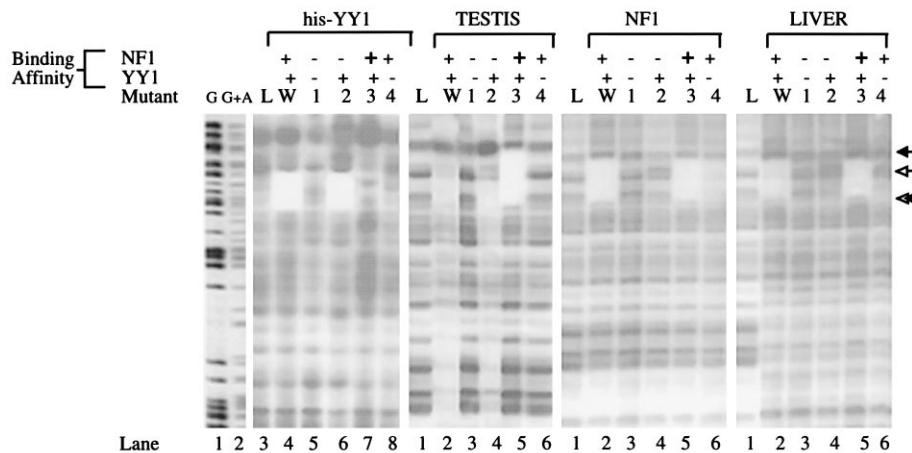 his-YY1 TESTIS NF1 LIVER
Binding NF1 + - - + + + - - + + + - - + + + - - + +
Affinity YY1 + - + + - + - + + - + - + + - + - + + -
Mutant G G+A L W 1 2 3 4 L W 1 2 3 4 L W 1 2 3 4 L W 1 2 3 4
Lane 1 2 3 4 5 6 7 8 1 2 3 4 5 6 1 2 3 4 5 6 1 2 3 4 5 6